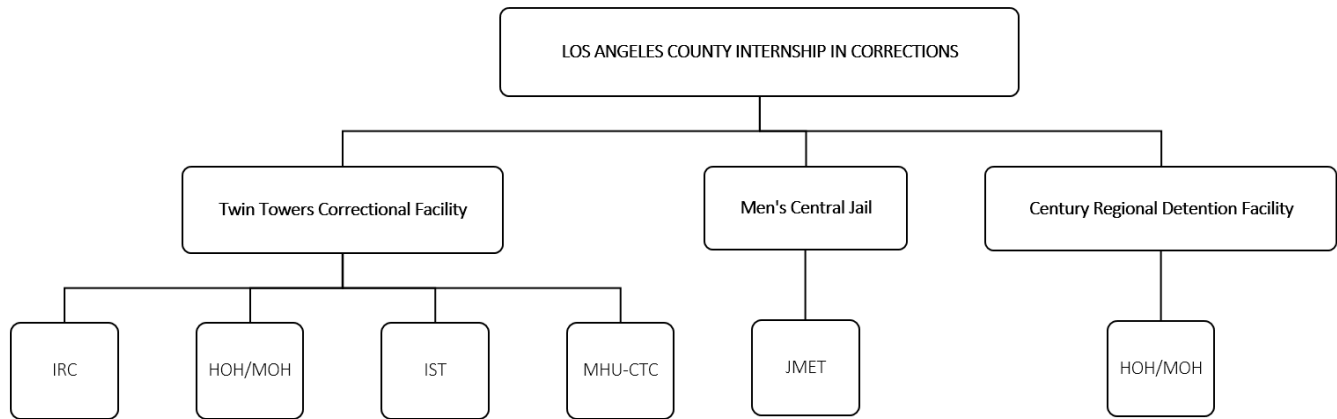 LOS ANGELES COUNTY INTERNSHIP IN CORRECTIONS
Twin Towers Correctional Facility
Men's Central Jail
Century Regional Detention Facility
IRC
HOH/MOH
IST
MHU-CTC
JMET
HOH/MOH